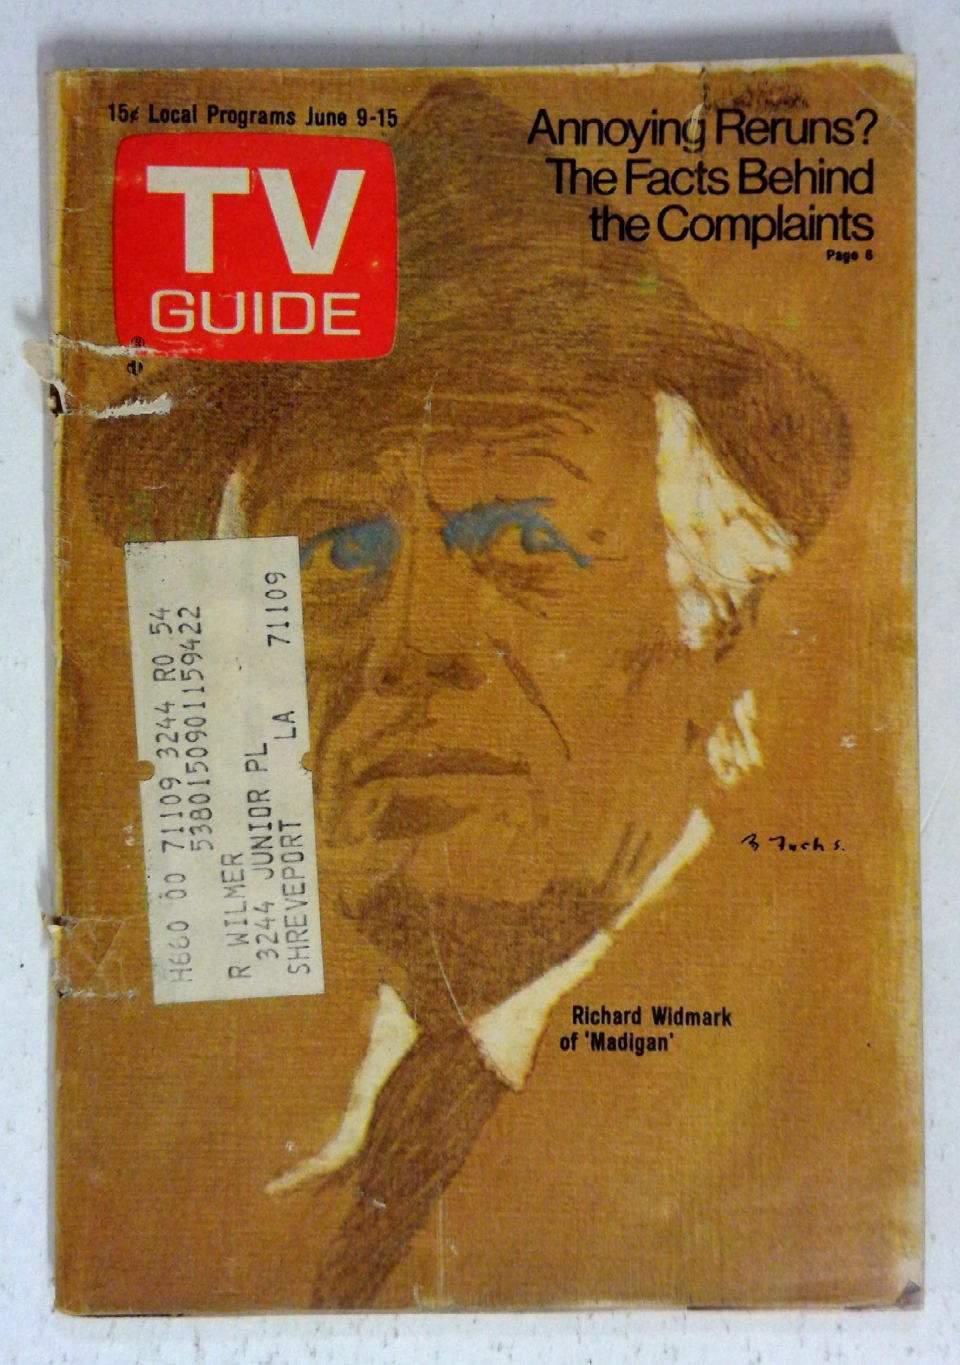 15¢ Local Programs June 9-15
TV
GUIDE
®
Annoying Reruns?
The Facts Behind
the Complaints
Page 6
H660 00 71109 3244 RO 54
5380150901159422
R WILMER
3244 JUNIOR PL
SHREVEPORT LA 71109
B Fuchs.
Richard Widmark
of 'Madigan'